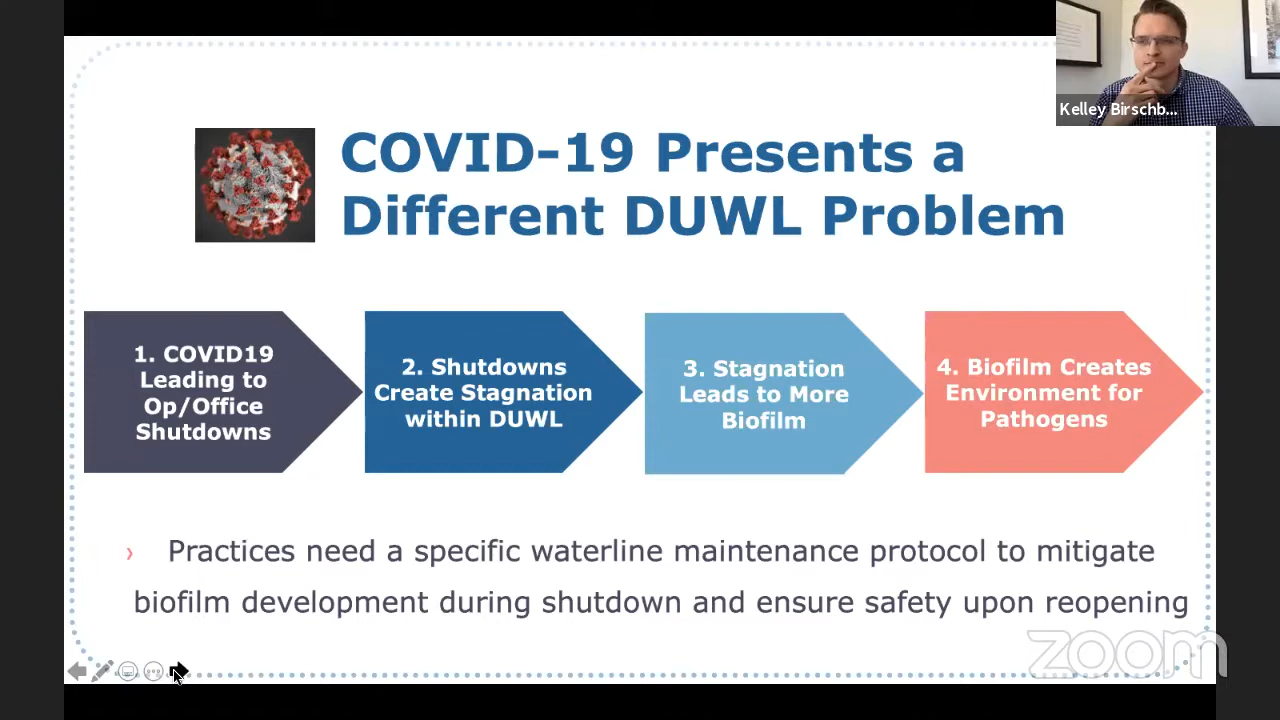 Kelley Birschb...
COVID-19 Presents a
Different DUWL Problem
1. COVID19
Leading to
Op/Office
Shutdowns
2. Shutdowns
Create Stagnation
within DUWL
3. Stagnation
Leads to More
Biofilm
4. Biofilm Creates
Environment for
Pathogens
› Practices need a specific waterline maintenance protocol to mitigate
biofilm development during shutdown and ensure safety upon reopening
zoom